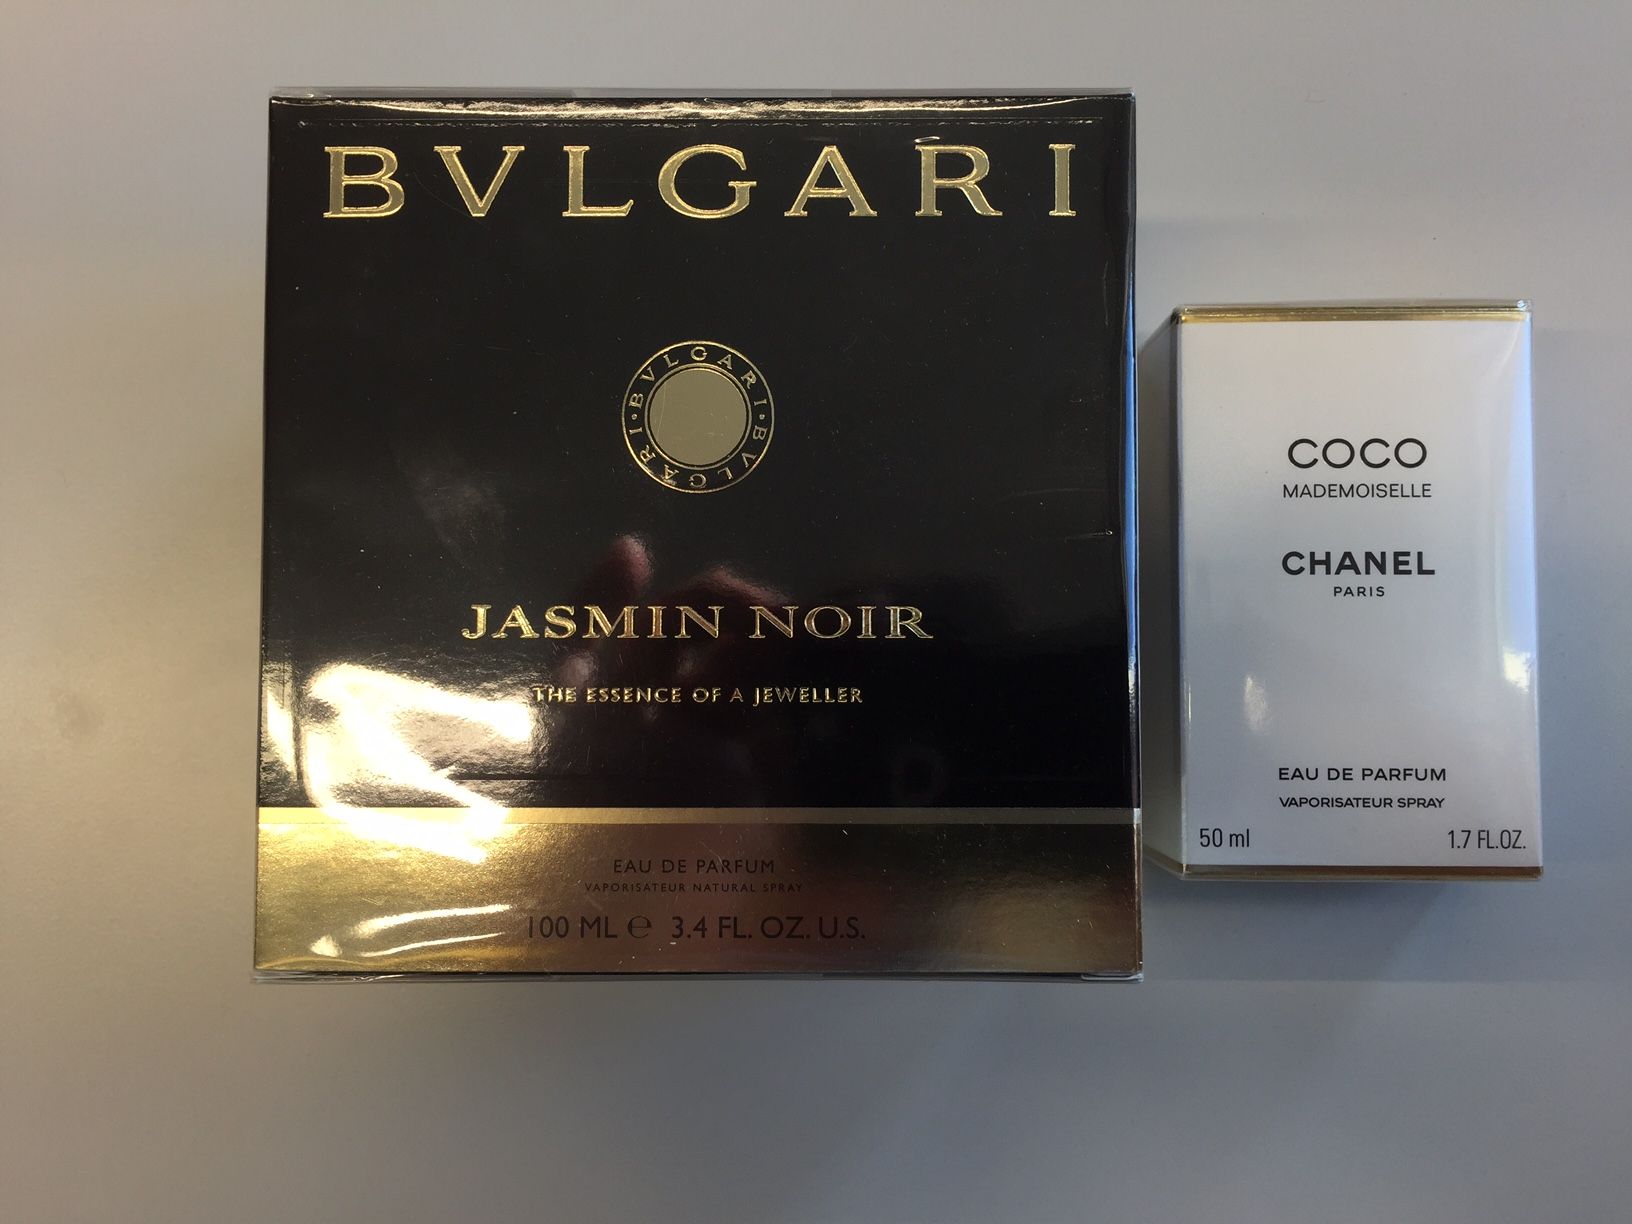 BVLGARI
BVLGARI · BVLGARI ·
JASMIN NOIR
THE ESSENCE OF A JEWELLER
EAU DE PARFUM
VAPORISATEUR NATURAL SPRAY
100 ML ℮ 3.4 FL. OZ. U.S.
COCO
MADEMOISELLE
CHANEL
PARIS
EAU DE PARFUM
VAPORISATEUR SPRAY
50 ml 1.7 FL.OZ.